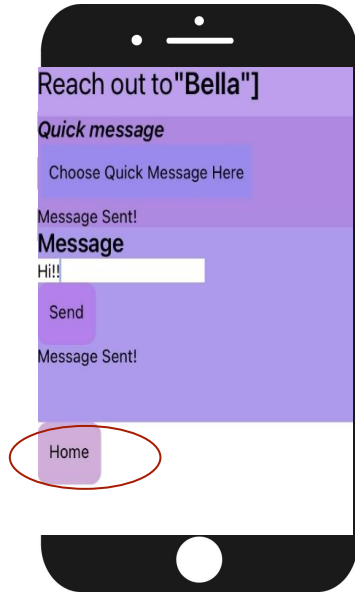 Reach out to"Bella"]
Quick message
Choose Quick Message Here
Message Sent!
Message
Hi!!
Send
Message Sent!
Home